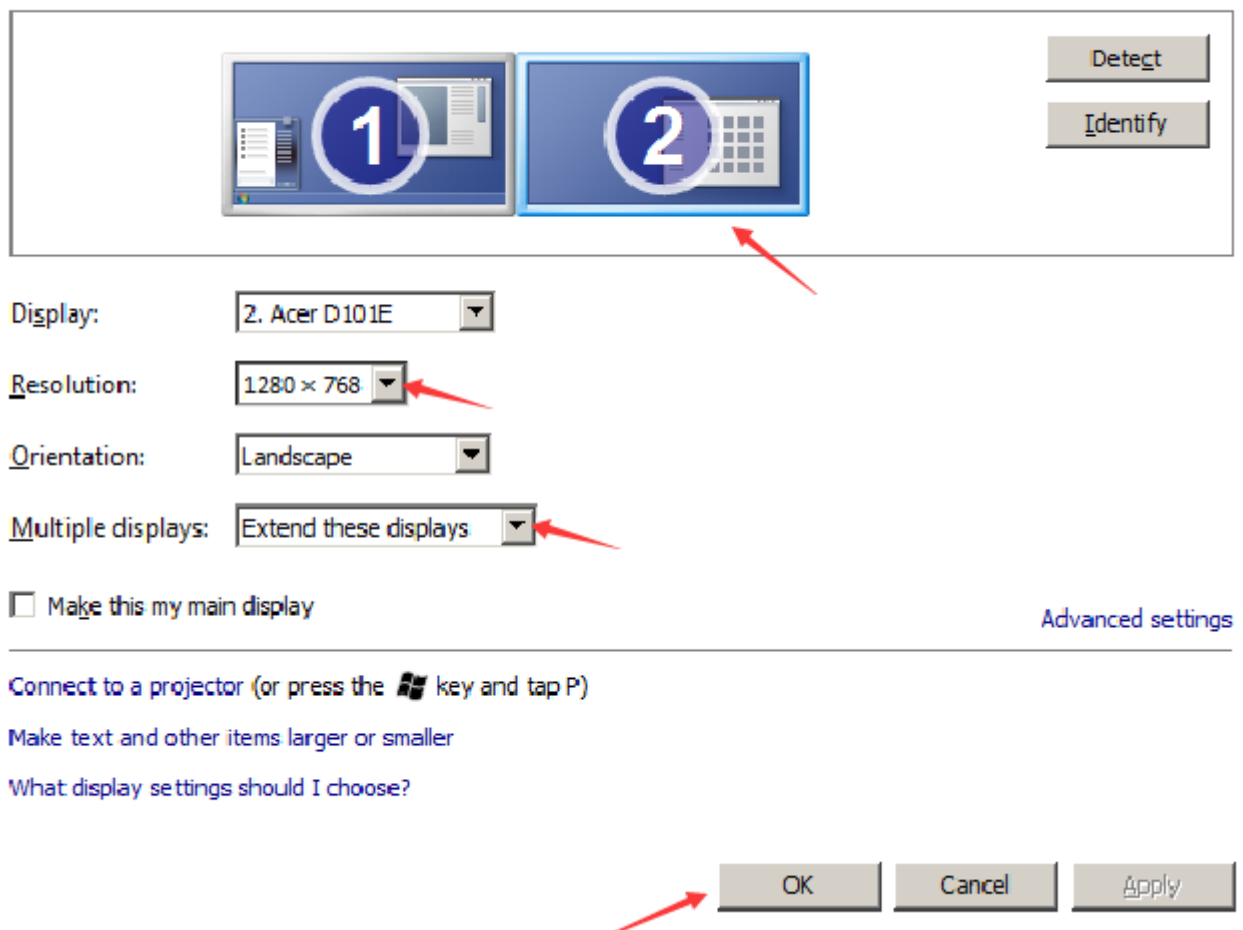 1
2
Detect
Identify
Display: 2. Acer D101E
Resolution: 1280 × 768
Orientation: Landscape
Multiple displays: Extend these displays
Make this my main display
Advanced settings
Connect to a projector (or press the key and tap P)
Make text and other items larger or smaller
What display settings should I choose?
OK Cancel Apply